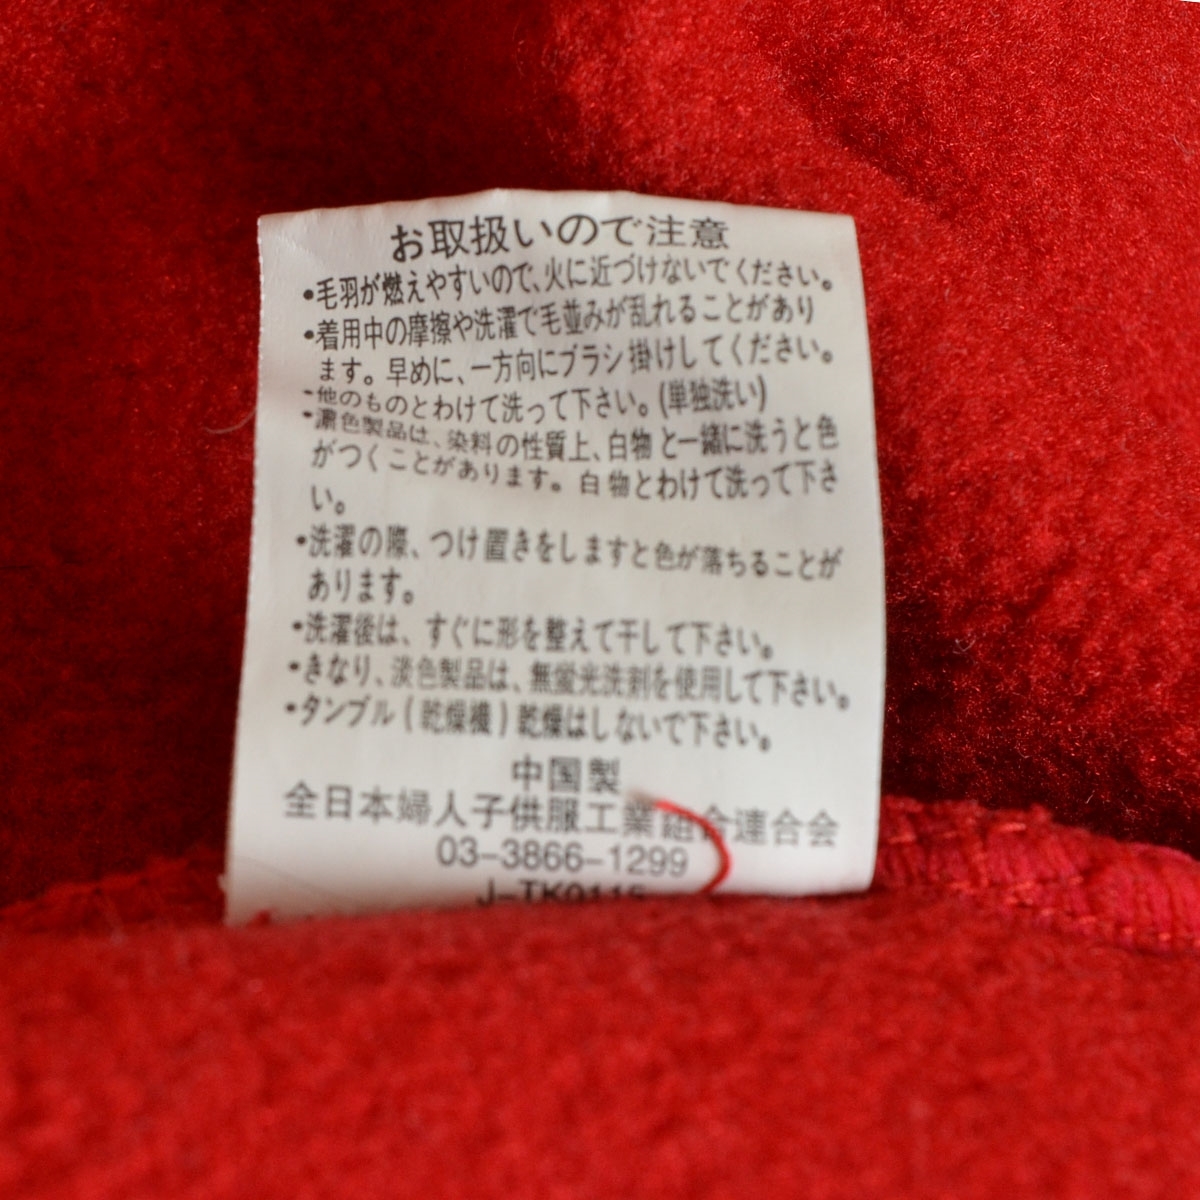 お取扱いのご注意
•毛羽が燃えやすいので、火に近づけないでください。
•着用中の摩擦や洗濯で毛並みが乱れることがあり
ます。早めに、一方向にブラシ掛けしてください。
•他のものとわけて洗って下さい。(単独洗い)
•濃色製品は、染料の性質上、白物と一緒に洗うと色
がつくことがあります。白物とわけて洗って下さ
い。
•洗濯の際、つけ置きをしますと色が落ちることが
あります。
•洗濯後は、すぐに形を整えて干して下さい。
•きなり、淡色製品は、無蛍光洗剤を使用して下さい。
•タンブル(乾燥機)乾燥はしないで下さい。
中国製
全日本婦人子供服工業組合連合会
03-3866-1299
J-TK0115